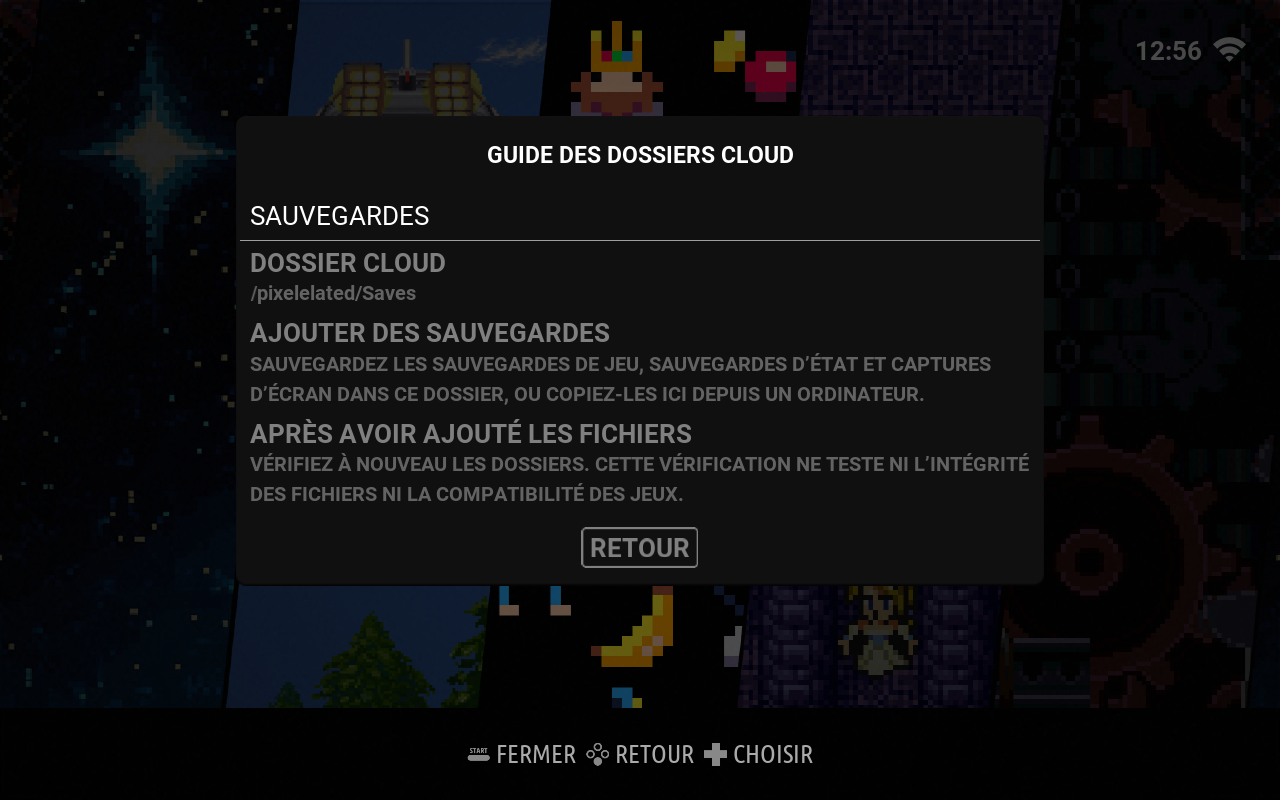 12:56
GUIDE DES DOSSIERS CLOUD
SAUVEGARDES
DOSSIER CLOUD
/pixelelated/Saves
AJOUTER DES SAUVEGARDES
SAUVEGARDEZ LES SAUVEGARDES DE JEU, SAUVEGARDES D’ÉTAT ET CAPTURES
D’ÉCRAN DANS CE DOSSIER, OU COPIEZ-LES ICI DEPUIS UN ORDINATEUR.
APRÈS AVOIR AJOUTÉ LES FICHIERS
VÉRIFIEZ À NOUVEAU LES DOSSIERS. CETTE VÉRIFICATION NE TESTE NI L’INTÉGRITÉ
DES FICHIERS NI LA COMPATIBILITÉ DES JEUX.
RETOUR
START FERMER RETOUR CHOISIR